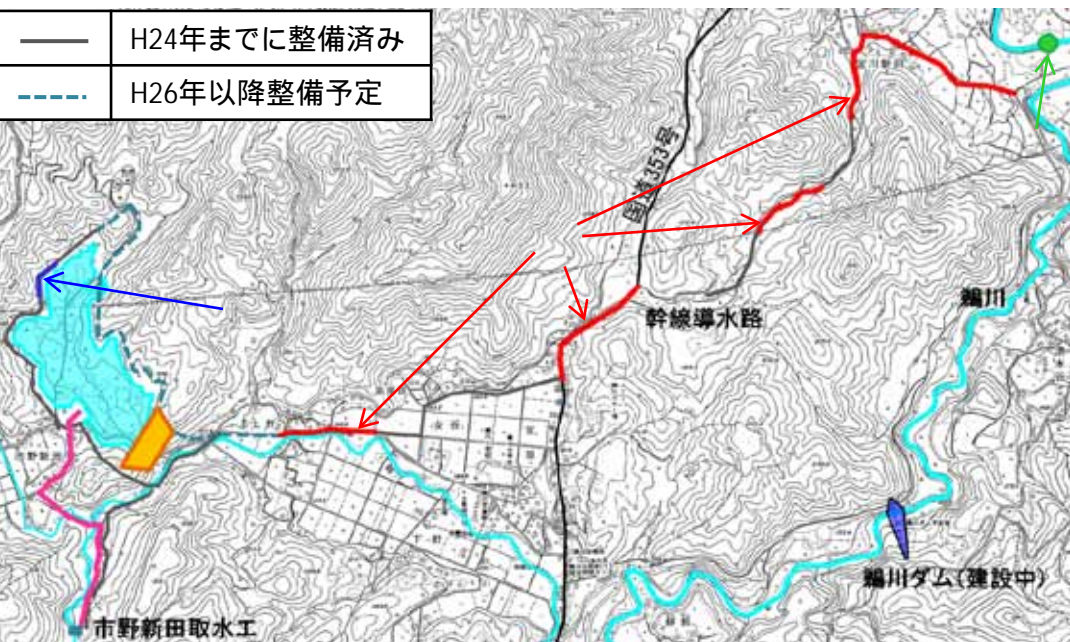 H24年までに整備済み
H26年以降整備予定
国道353号
幹線導水路
鵜川
鵜川ダム(建設中)
市野新田取水工